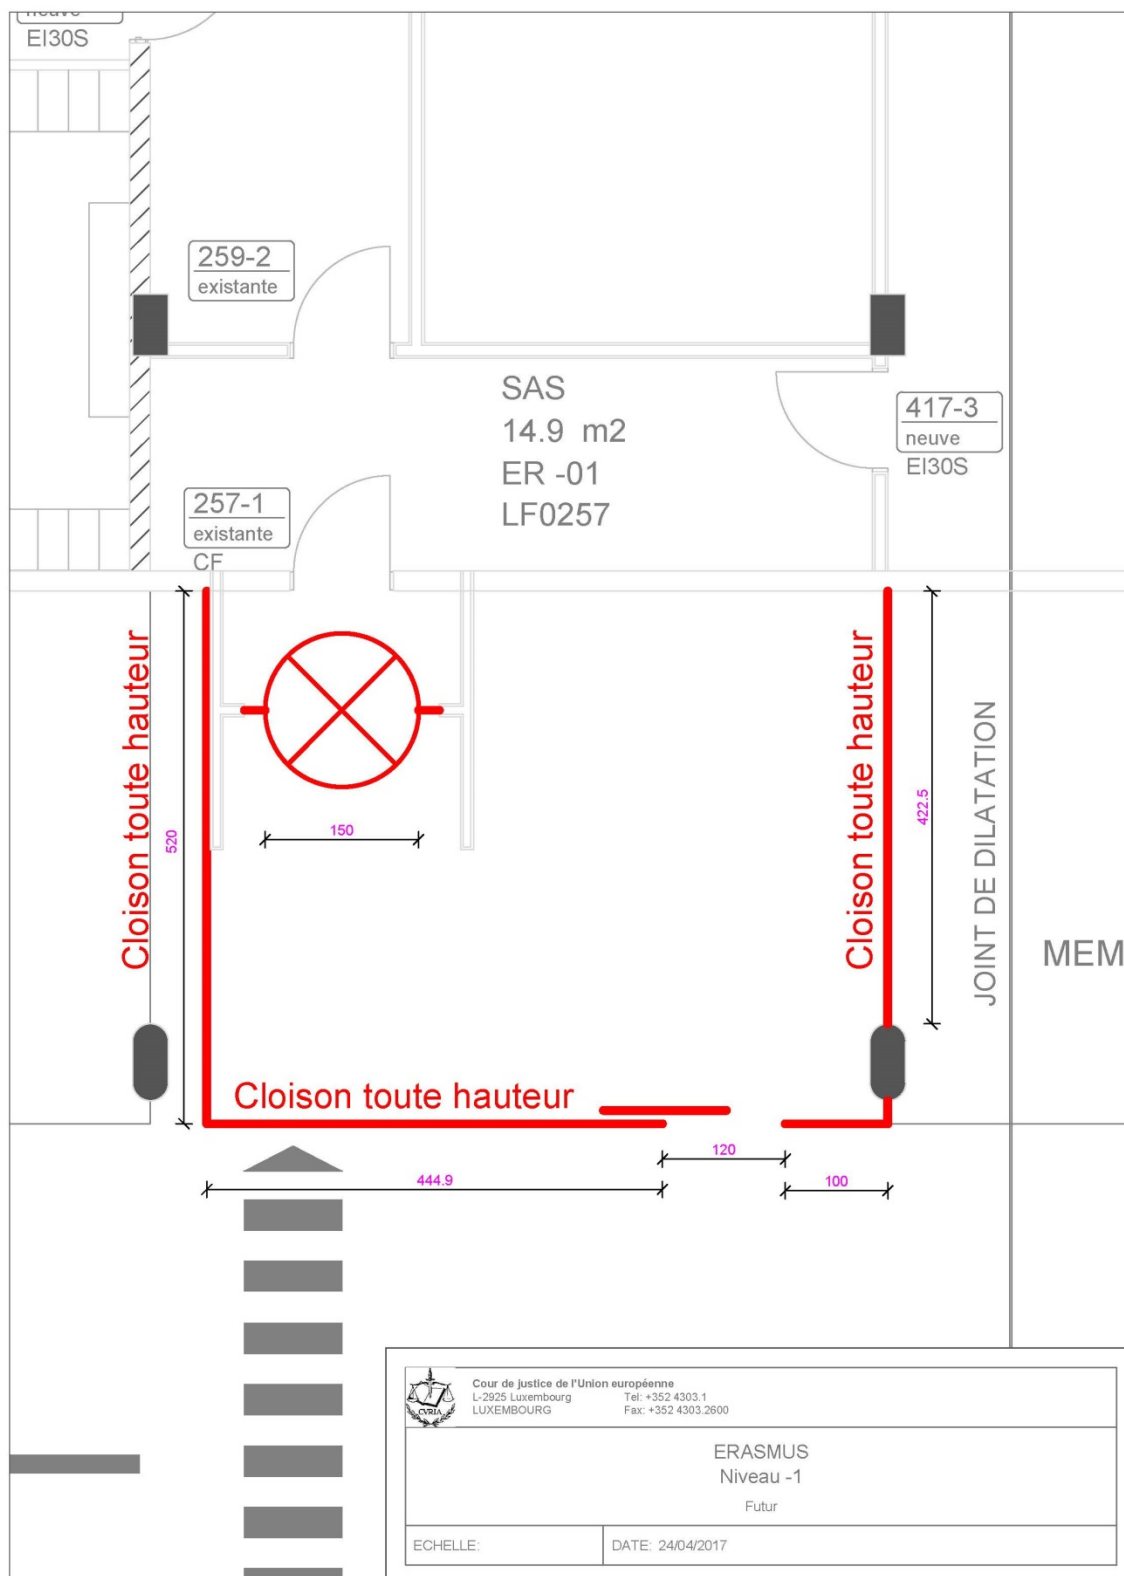 neuve
EI30S
259-2
existante
SAS
14.9 m2
ER -01
LF0257
417-3
neuve
EI30S
257-1
existante
CF
Cloison toute hauteur
520
150
Cloison toute hauteur
422.5
JOINT DE DILATATION
MEM
Cloison toute hauteur
120
444.9
100
CVRIA
Cour de justice de l'Union européenne
L-2925 Luxembourg Tel: +352 4303.1
LUXEMBOURG Fax: +352 4303.2600
ERASMUS
Niveau -1
Futur
ECHELLE: DATE: 24/04/2017